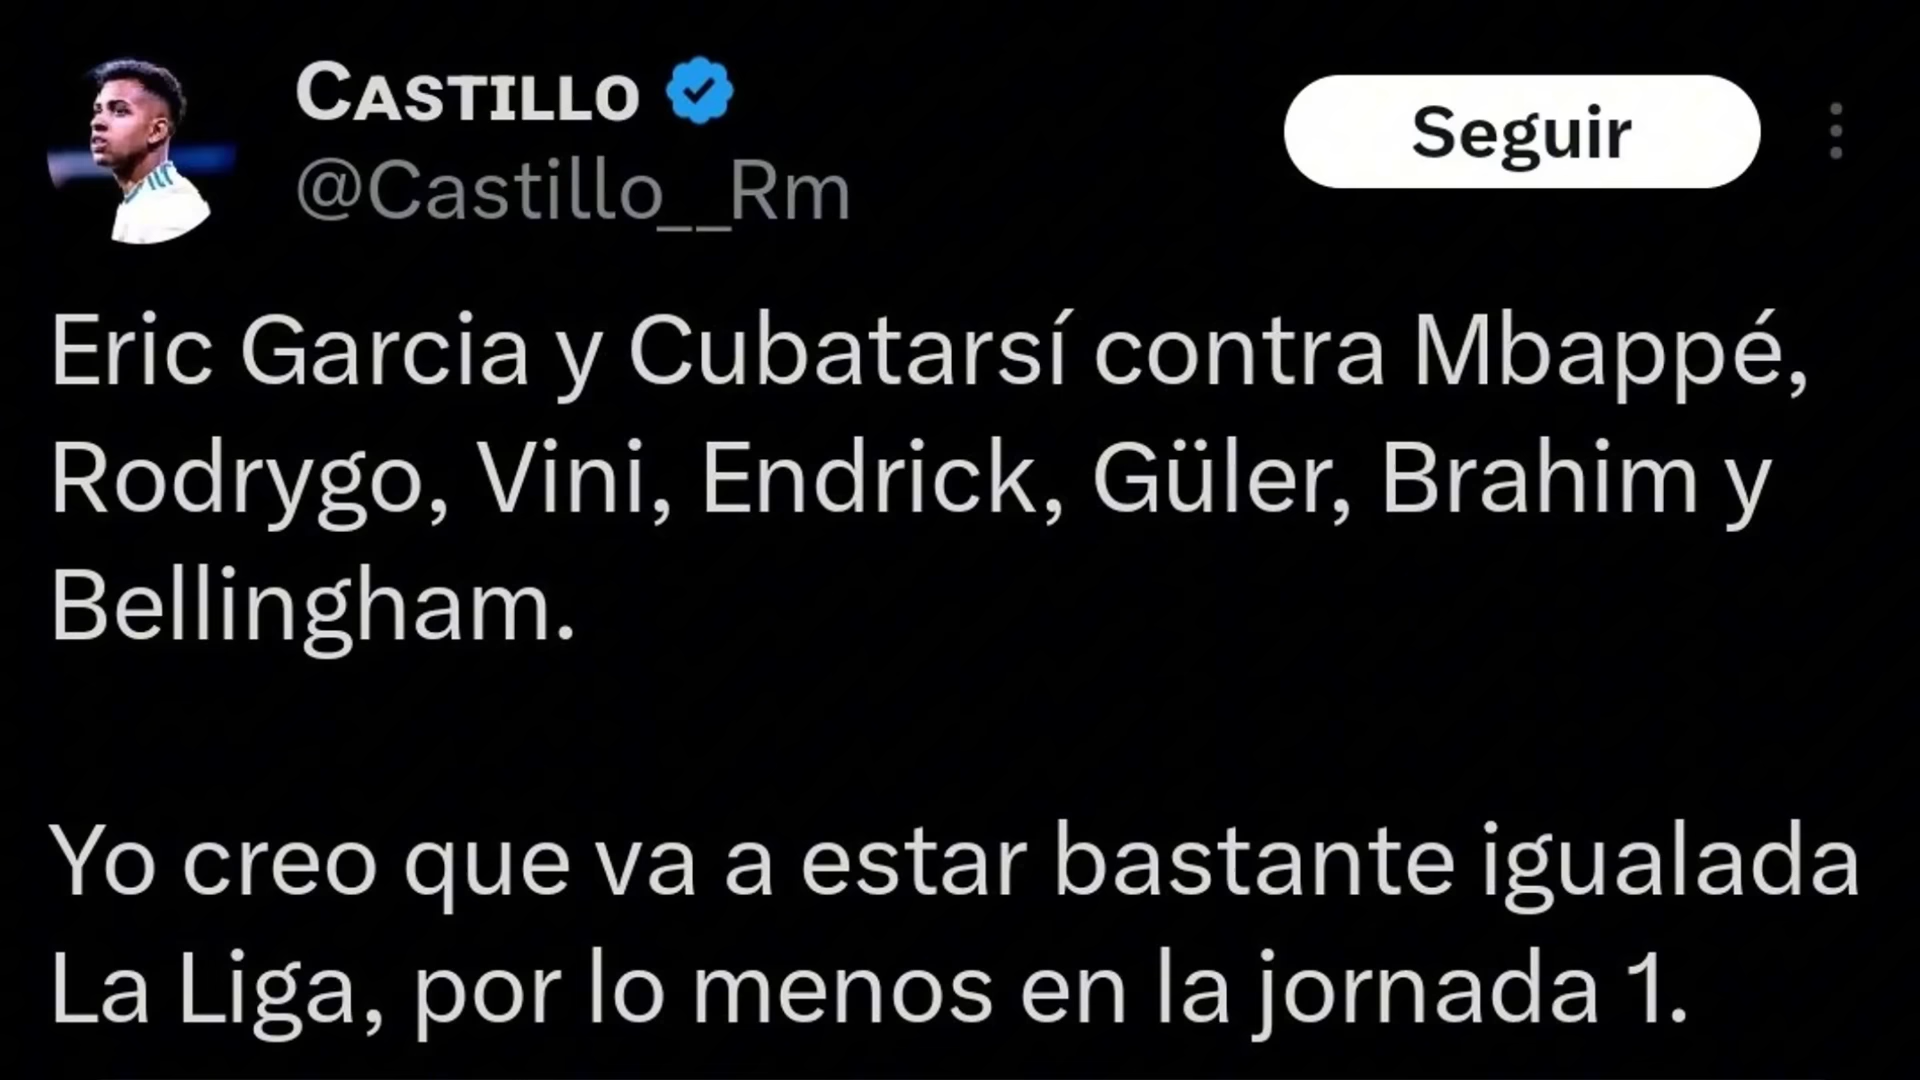 CASTILLO
@Castillo__Rm
Seguir
Eric Garcia y Cubatarsí contra Mbappé,
Rodrygo, Vini, Endrick, Güler, Brahim y
Bellingham.
Yo creo que va a estar bastante igualada
La Liga, por lo menos en la jornada 1.